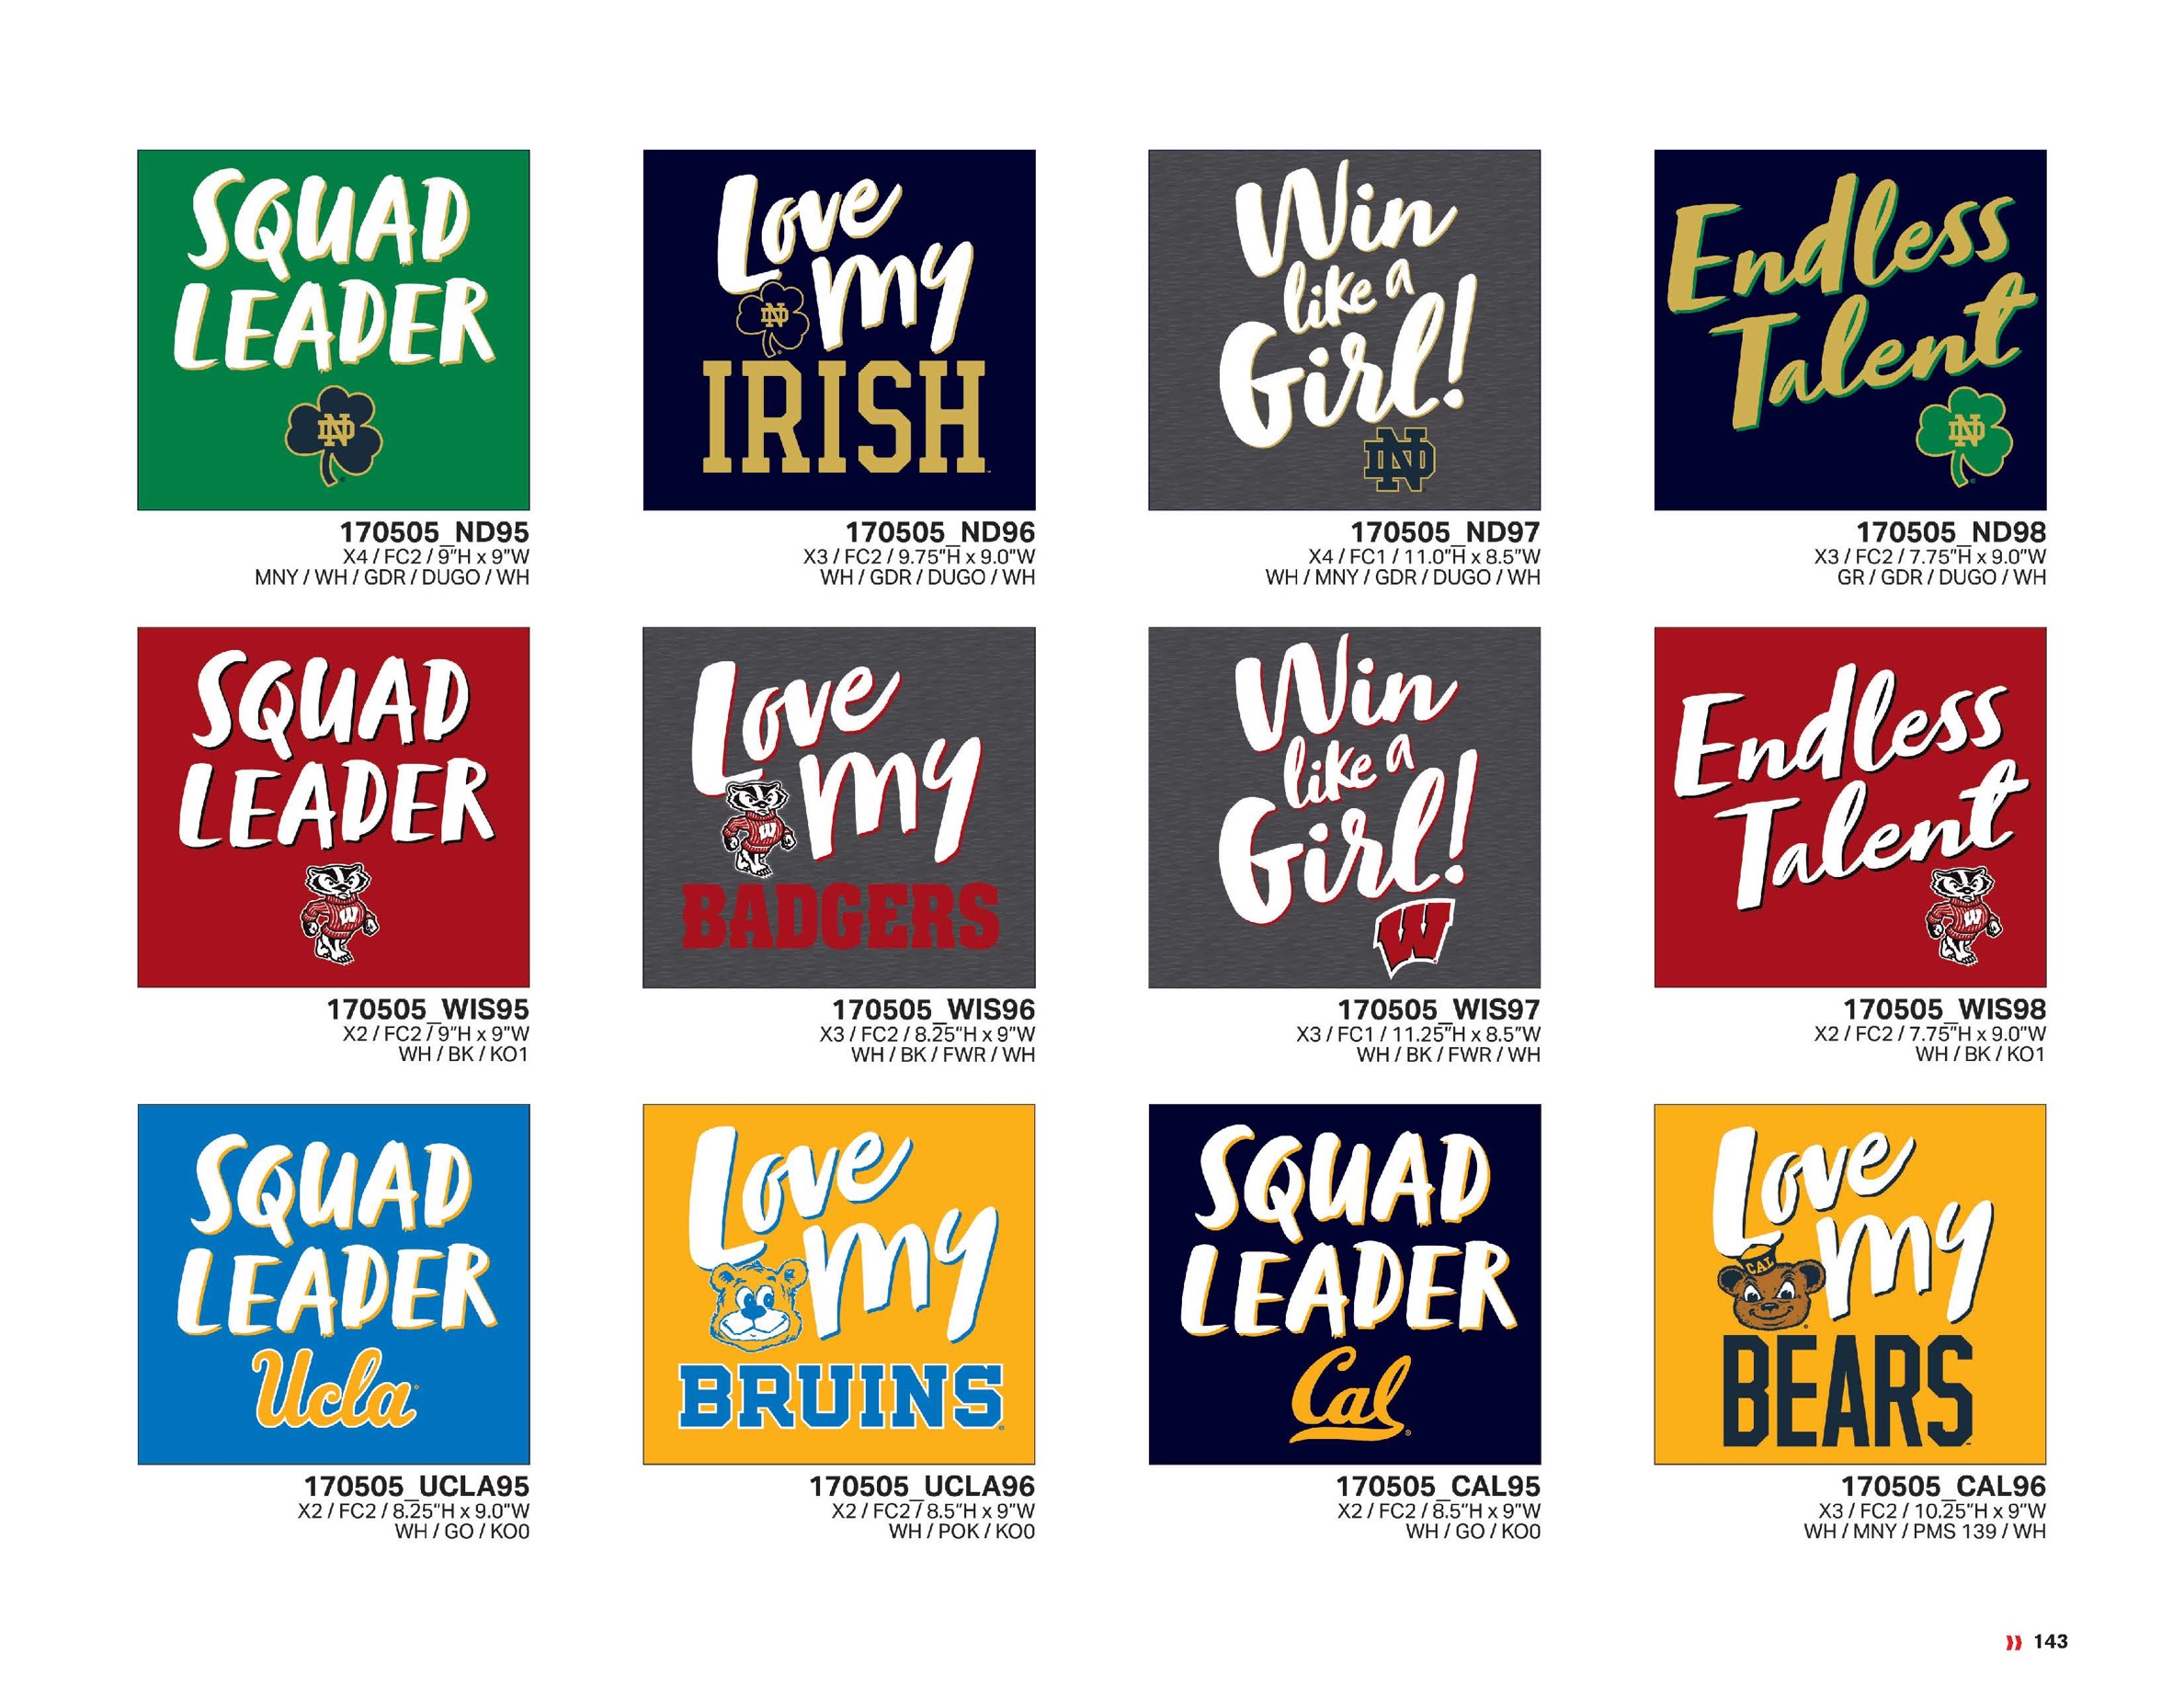 SQUAD
LEADER
ND
170505_ND95
X4 / FC2 / 9"H x 9"W
MNY / WH / GDR / DUGO / WH
Love
my
ND
IRISH
170505_ND96
X3 / FC2 / 9.75"H x 9.0"W
WH / GDR / DUGO / WH
Win
like a
Girl!
ND
170505_ND97
X4 / FC1 / 11.0"H x 8.5"W
WH / MNY / GDR / DUGO / WH
Endless
Talent
ND
170505_ND98
X3 / FC2 / 7.75"H x 9.0"W
GR / GDR / DUGO / WH
SQUAD
LEADER
W
170505_WIS95
X2 / FC2 / 9"H x 9"W
WH / BK / KO1
Love
my
W
BADGERS
170505_WIS96
X3 / FC2 / 8.25"H x 9"W
WH / BK / FWR / WH
Win
like a
Girl!
W
170505_WIS97
X3 / FC1 / 11.25"H x 8.5"W
WH / BK / FWR / WH
Endless
Talent
W
170505_WIS98
X2 / FC2 / 7.75"H x 9.0"W
WH / BK / KO1
SQUAD
LEADER
Ucla
170505_UCLA95
X2 / FC2 / 8.25"H x 9.0"W
WH / GO / KO0
Love
my
BRUINS
170505_UCLA96
X2 / FC2 / 8.5"H x 9"W
WH / POK / KO0
SQUAD
LEADER
Cal
170505_CAL95
X2 / FC2 / 8.5"H x 9"W
WH / GO / KO0
Love
my
CAL
BEARS
170505_CAL96
X3 / FC2 / 10.25"H x 9"W
WH / MNY / PMS 139 / WH
143